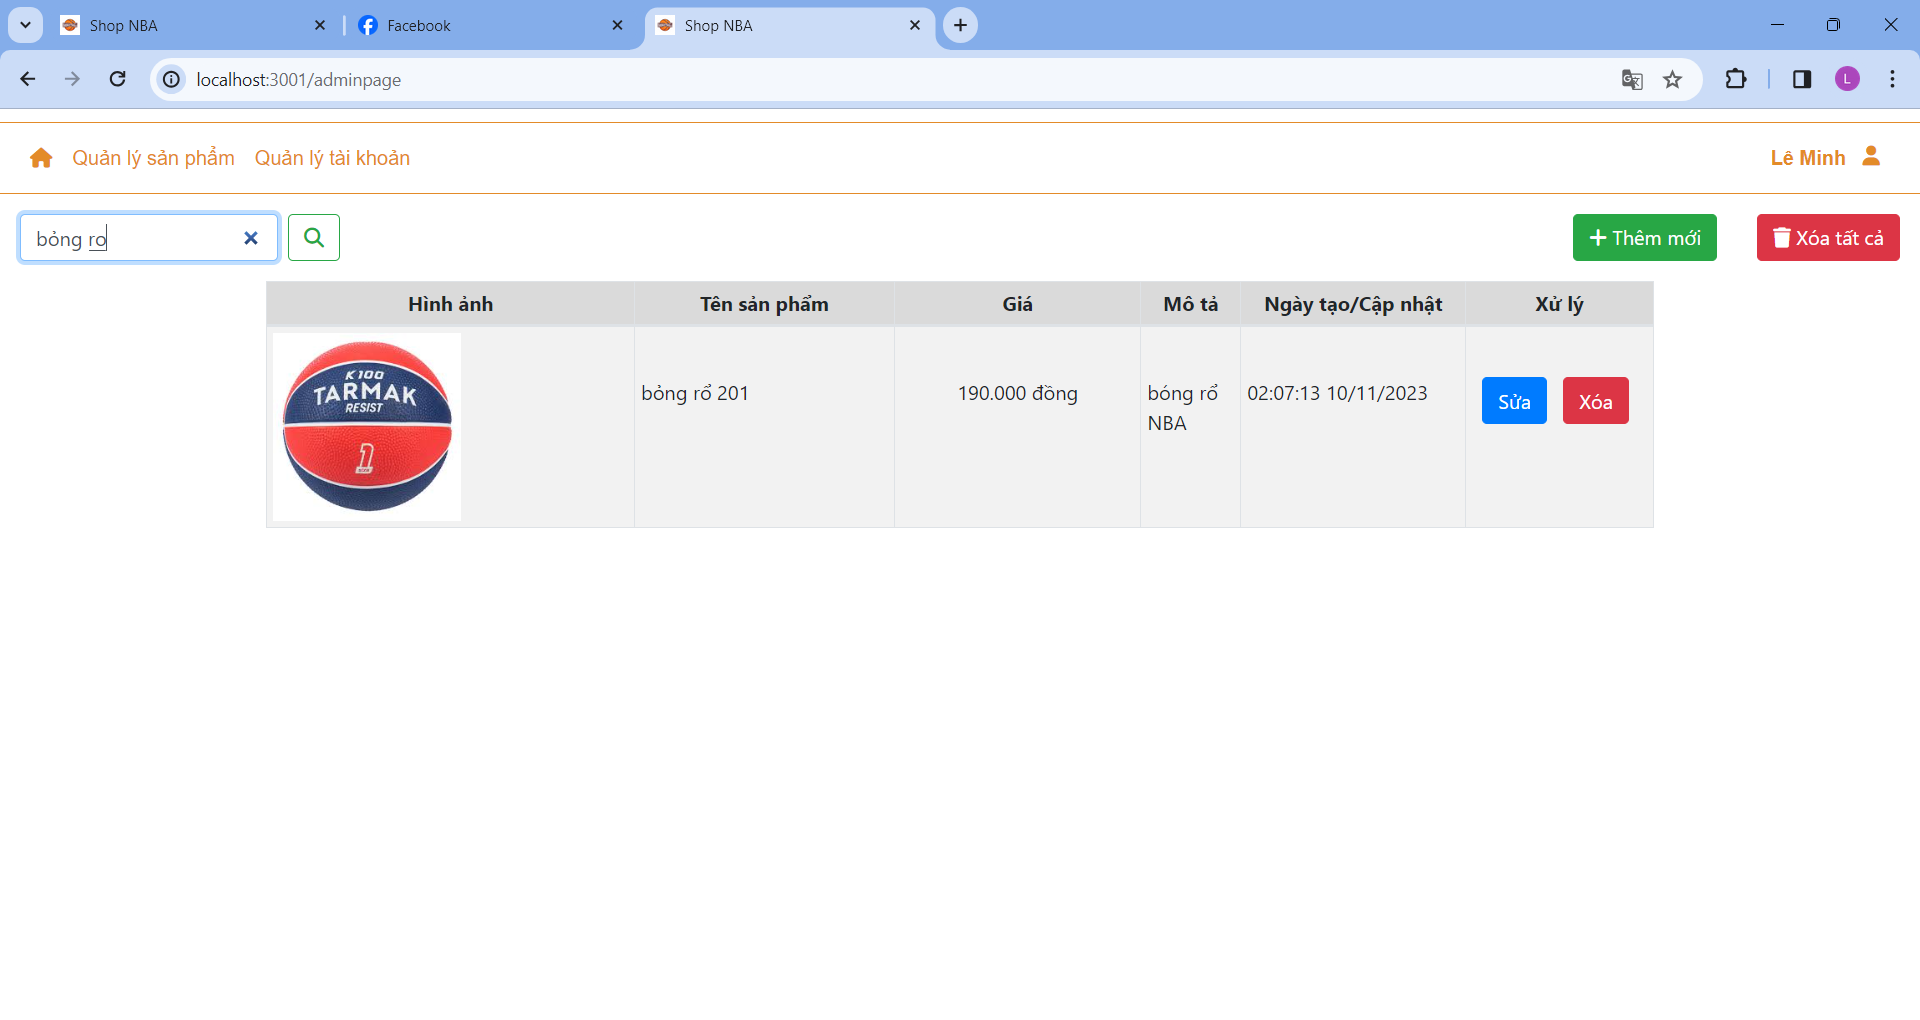 Shop NBA
Facebook
Shop NBA
localhost:3001/adminpage
L
Quản lý sản phẩm Quản lý tài khoản
Lê Minh
bỏng ro
Thêm mới
Xóa tất cả
Hình ảnh Tên sản phẩm Giá Mô tả Ngày tạo/Cập nhật Xử lý
K100
TARMAK
RESIST
1
bỏng rổ 201
190.000 đồng
bóng rổ
NBA
02:07:13 10/11/2023
Sửa
Xóa